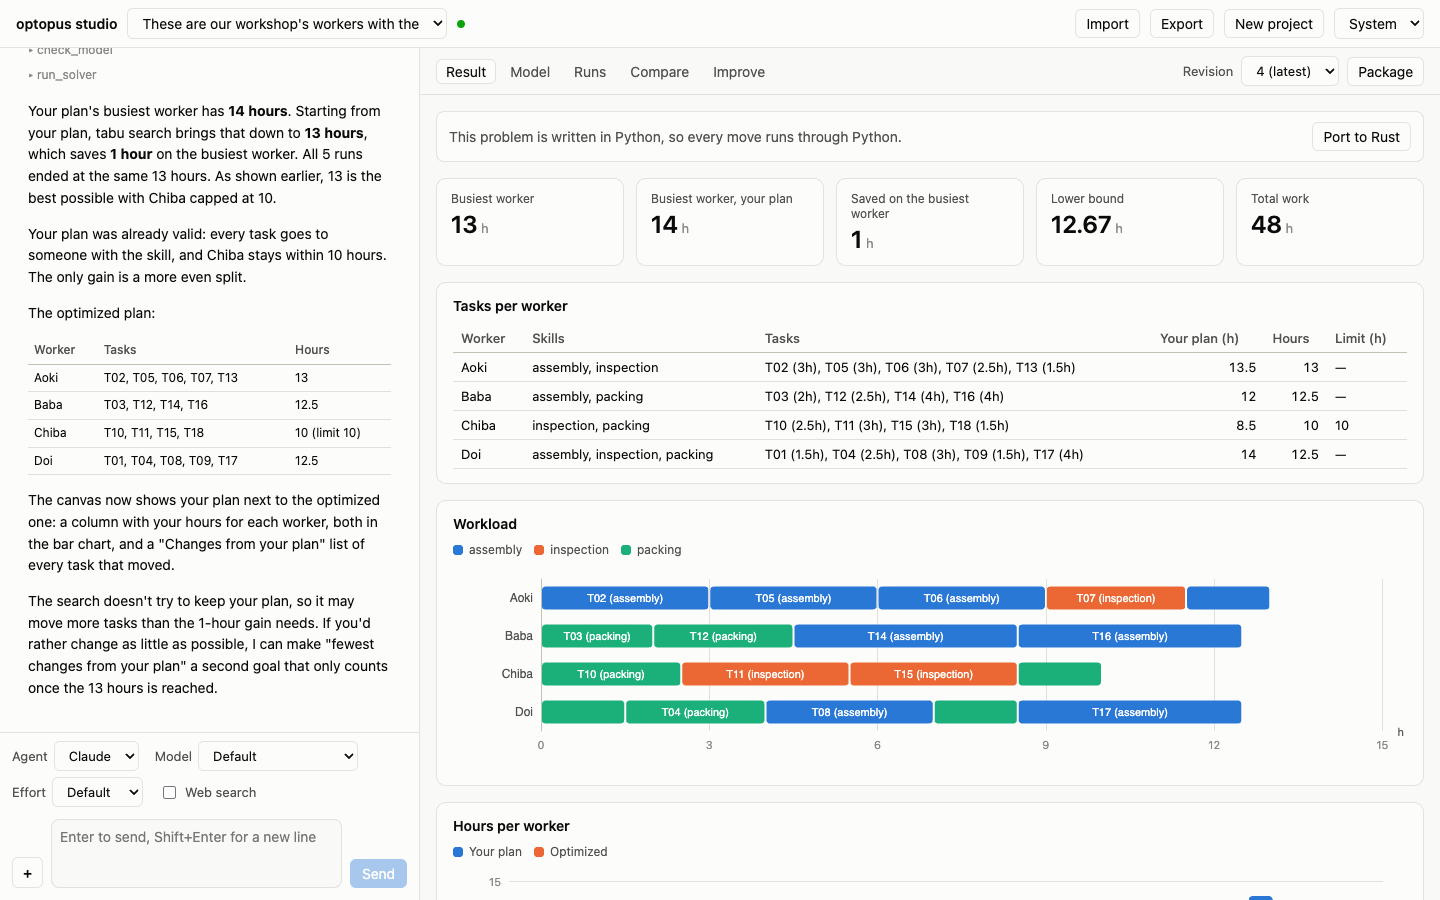 optopus studio
These are our workshop's workers with the
Import
Export
New project
System
▸ check_model
▸ run_solver
Your plan's busiest worker has 14 hours. Starting from
your plan, tabu search brings that down to 13 hours,
which saves 1 hour on the busiest worker. All 5 runs
ended at the same 13 hours. As shown earlier, 13 is the
best possible with Chiba capped at 10.
Your plan was already valid: every task goes to
someone with the skill, and Chiba stays within 10 hours.
The only gain is a more even split.
The optimized plan:
Worker Tasks Hours
Aoki T02, T05, T06, T07, T13 13
Baba T03, T12, T14, T16 12.5
Chiba T10, T11, T15, T18 10 (limit 10)
Doi T01, T04, T08, T09, T17 12.5
The canvas now shows your plan next to the optimized
one: a column with your hours for each worker, both in
the bar chart, and a "Changes from your plan" list of
every task that moved.
The search doesn't try to keep your plan, so it may
move more tasks than the 1-hour gain needs. If you'd
rather change as little as possible, I can make "fewest
changes from your plan" a second goal that only counts
once the 13 hours is reached.
Agent Claude Model Default
Effort Default Web search
Enter to send, Shift+Enter for a new line
+
Send
Result Model Runs Compare Improve
Revision 4 (latest) Package
This problem is written in Python, so every move runs through Python.
Port to Rust
Busiest worker
13 h
Busiest worker, your plan
14 h
Saved on the busiest
worker
1 h
Lower bound
12.67 h
Total work
48 h
Tasks per worker
Worker Skills Tasks Your plan (h) Hours Limit (h)
Aoki assembly, inspection T02 (3h), T05 (3h), T06 (3h), T07 (2.5h), T13 (1.5h) 13.5 13 —
Baba assembly, packing T03 (2h), T12 (2.5h), T14 (4h), T16 (4h) 12 12.5 —
Chiba inspection, packing T10 (2.5h), T11 (3h), T15 (3h), T18 (1.5h) 8.5 10 10
Doi assembly, inspection, packing T01 (1.5h), T04 (2.5h), T08 (3h), T09 (1.5h), T17 (4h) 14 12.5 —
Workload
assembly inspection packing
Aoki T02 (assembly) T05 (assembly) T06 (assembly) T07 (inspection)
Baba T03 (packing) T12 (packing) T14 (assembly) T16 (assembly)
Chiba T10 (packing) T11 (inspection) T15 (inspection)
Doi T04 (packing) T08 (assembly) T17 (assembly)
h
0 3 6 9 12 15
Hours per worker
Your plan Optimized
15